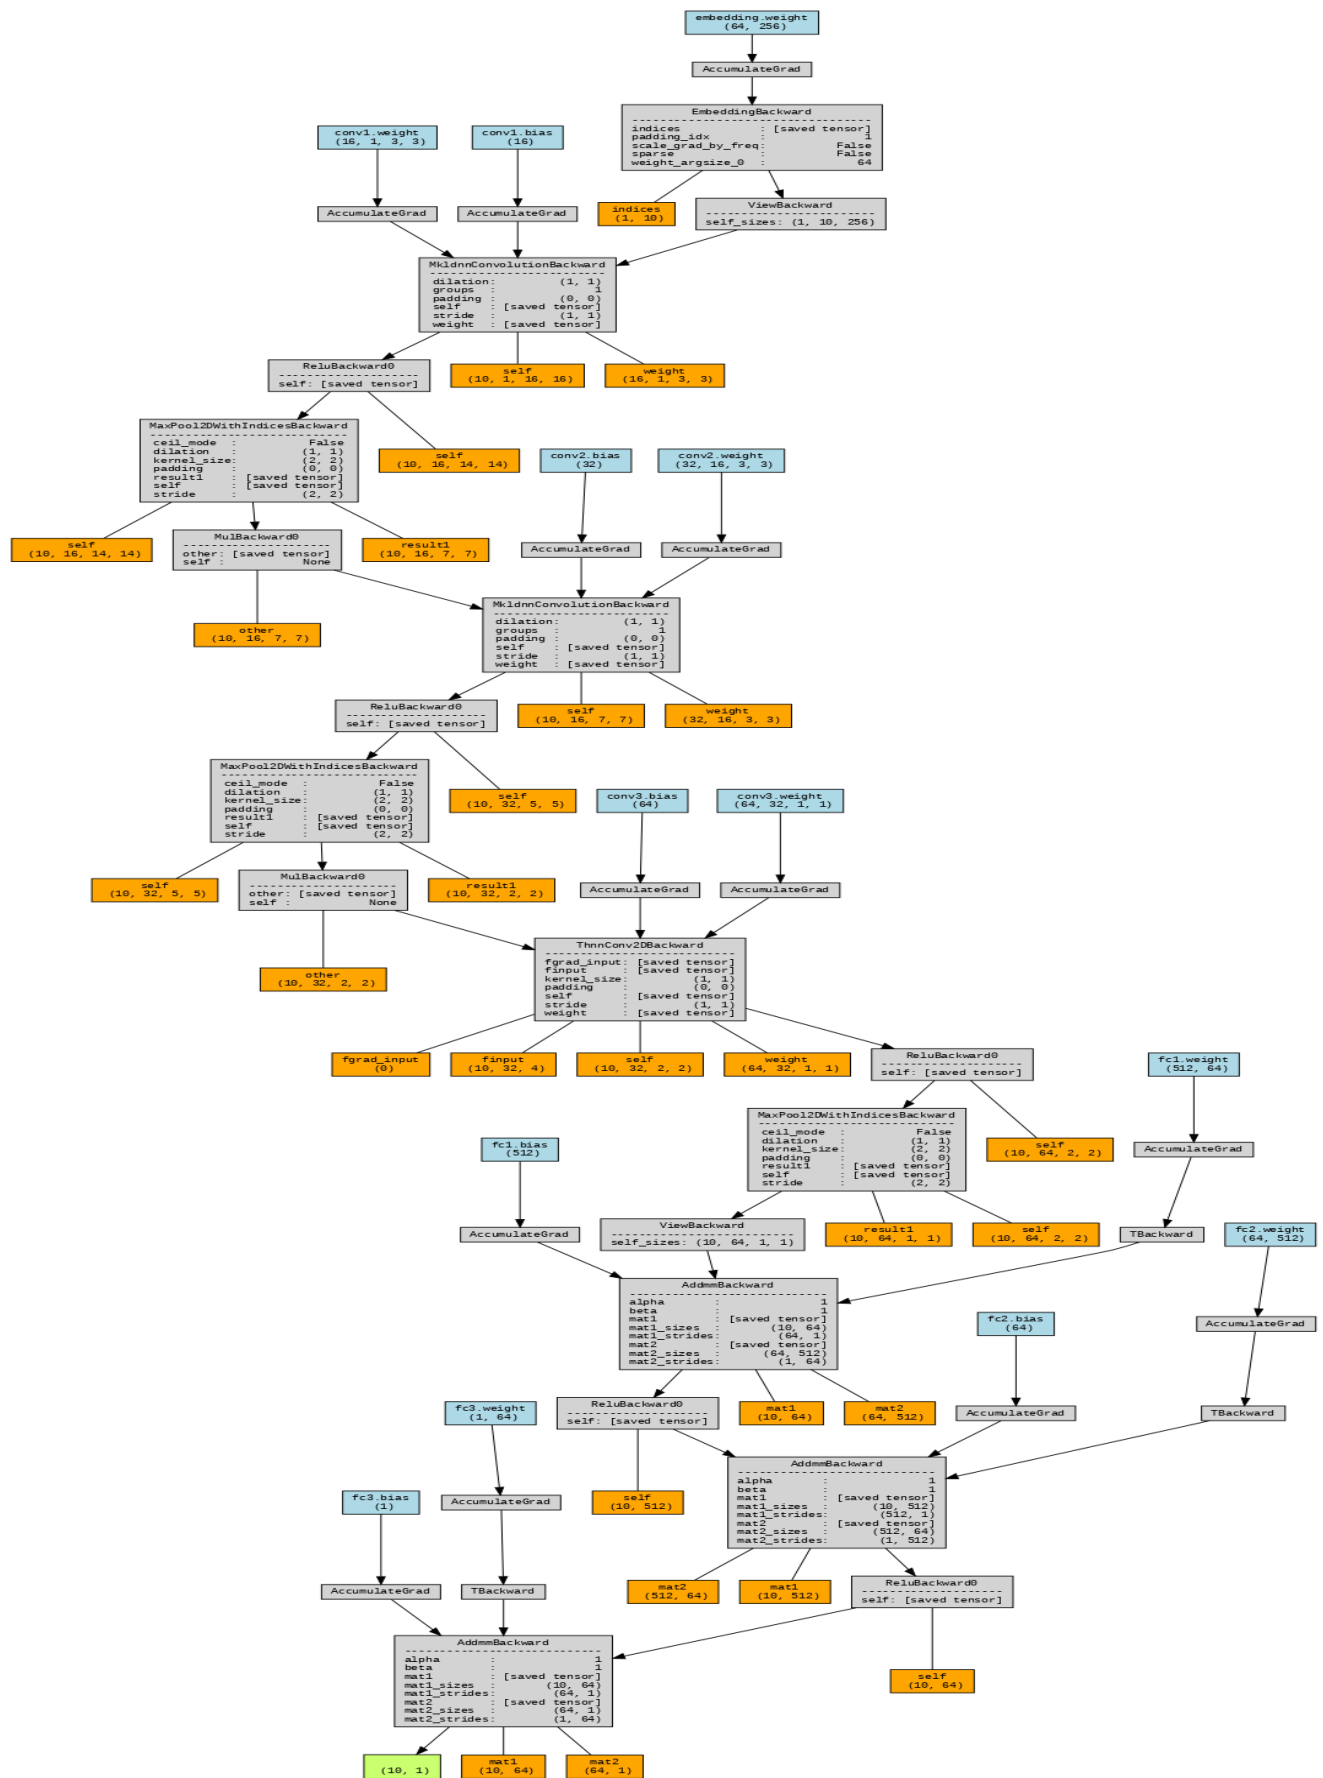 embedding.weight
(64, 256)
AccumulateGrad
EmbeddingBackward
------------------------------
indices : [saved tensor]
padding_idx : 1
scale_grad_by_freq: False
sparse : False
weight_argsize_0 : 64
conv1.weight
(16, 1, 3, 3)
conv1.bias
(16)
AccumulateGrad
AccumulateGrad
indices
(1, 10)
ViewBackward
------------------------
self_sizes: (1, 10, 256)
MkldnnConvolutionBackward
-------------------------
dilation: (1, 1)
groups : 1
padding : (0, 0)
self : [saved tensor]
stride : (1, 1)
weight : [saved tensor]
ReluBackward0
--------------------
self: [saved tensor]
self
(10, 1, 16, 16)
weight
(16, 1, 3, 3)
MaxPool2DWithIndicesBackward
----------------------------
ceil_mode : False
dilation : (1, 1)
kernel_size: (2, 2)
padding : (0, 0)
result1 : [saved tensor]
self : [saved tensor]
stride : (2, 2)
self
(10, 16, 14, 14)
conv2.bias
(32)
conv2.weight
(32, 16, 3, 3)
self
(10, 16, 14, 14)
MulBackward0
---------------------
other: [saved tensor]
self : None
result1
(10, 16, 7, 7)
AccumulateGrad
AccumulateGrad
other
(10, 16, 7, 7)
MkldnnConvolutionBackward
-------------------------
dilation: (1, 1)
groups : 1
padding : (0, 0)
self : [saved tensor]
stride : (1, 1)
weight : [saved tensor]
ReluBackward0
--------------------
self: [saved tensor]
self
(10, 16, 7, 7)
weight
(32, 16, 3, 3)
MaxPool2DWithIndicesBackward
----------------------------
ceil_mode : False
dilation : (1, 1)
kernel_size: (2, 2)
padding : (0, 0)
result1 : [saved tensor]
self : [saved tensor]
stride : (2, 2)
self
(10, 32, 5, 5)
conv3.bias
(64)
conv3.weight
(64, 32, 1, 1)
self
(10, 32, 5, 5)
MulBackward0
---------------------
other: [saved tensor]
self : None
result1
(10, 32, 2, 2)
AccumulateGrad
AccumulateGrad
other
(10, 32, 2, 2)
ThnnConv2DBackward
---------------------------
fgrad_input: [saved tensor]
finput : [saved tensor]
kernel_size: (1, 1)
padding : (0, 0)
self : [saved tensor]
stride : (1, 1)
weight : [saved tensor]
fgrad_input
(0)
finput
(10, 32, 4)
self
(10, 32, 2, 2)
weight
(64, 32, 1, 1)
ReluBackward0
--------------------
self: [saved tensor]
fc1.weight
(512, 64)
MaxPool2DWithIndicesBackward
----------------------------
ceil_mode : False
dilation : (1, 1)
kernel_size: (2, 2)
padding : (0, 0)
result1 : [saved tensor]
self : [saved tensor]
stride : (2, 2)
self
(10, 64, 2, 2)
AccumulateGrad
fc1.bias
(512)
AccumulateGrad
ViewBackward
--------------------------
self_sizes: (10, 64, 1, 1)
result1
(10, 64, 1, 1)
self
(10, 64, 2, 2)
TBackward
fc2.weight
(64, 512)
AddmmBackward
----------------------------
alpha : 1
beta : 1
mat1 : [saved tensor]
mat1_sizes : (10, 64)
mat1_strides: (64, 1)
mat2 : [saved tensor]
mat2_sizes : (64, 512)
mat2_strides: (1, 64)
fc2.bias
(64)
AccumulateGrad
ReluBackward0
--------------------
self: [saved tensor]
mat1
(10, 64)
mat2
(64, 512)
AccumulateGrad
TBackward
fc3.weight
(1, 64)
self
(10, 512)
AddmmBackward
----------------------------
alpha : 1
beta : 1
mat1 : [saved tensor]
mat1_sizes : (10, 512)
mat1_strides: (512, 1)
mat2 : [saved tensor]
mat2_sizes : (512, 64)
mat2_strides: (1, 512)
fc3.bias
(1)
AccumulateGrad
AccumulateGrad
TBackward
mat2
(512, 64)
mat1
(10, 512)
ReluBackward0
--------------------
self: [saved tensor]
AddmmBackward
----------------------------
alpha : 1
beta : 1
mat1 : [saved tensor]
mat1_sizes : (10, 64)
mat1_strides: (64, 1)
mat2 : [saved tensor]
mat2_sizes : (64, 1)
mat2_strides: (1, 64)
self
(10, 64)
(10, 1)
mat1
(10, 64)
mat2
(64, 1)